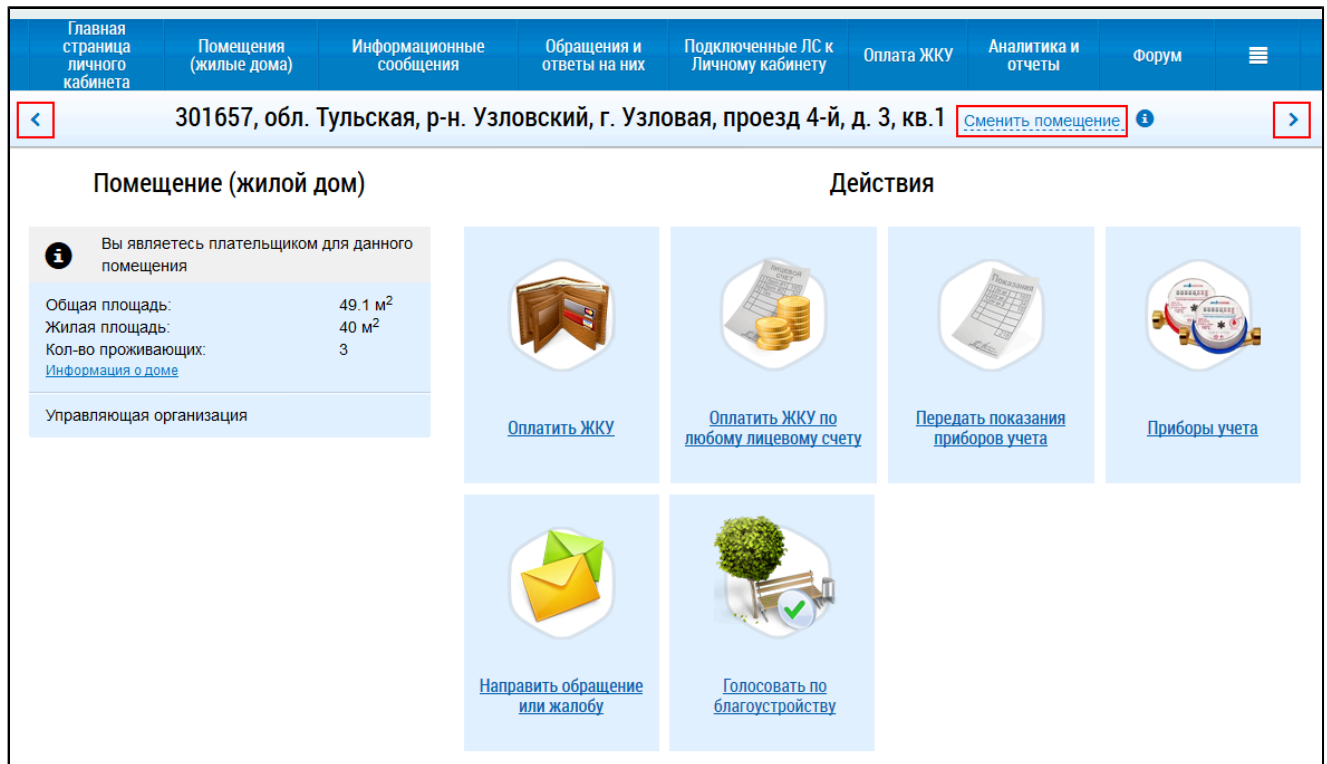 Главная
страница
личного
кабинета
Помещения
(жилые дома)
Информационные
сообщения
Обращения и
ответы на них
Подключенные ЛС к
Личному кабинету
Оплата ЖКУ
Аналитика и
отчеты
Форум
301657, обл. Тульская, р-н. Узловский, г. Узловая, проезд 4-й, д. 3, кв.1 Сменить помещение
Помещение (жилой дом)
Вы являетесь плательщиком для данного
помещения
Общая площадь: 49.1 м²
Жилая площадь: 40 м²
Кол-во проживающих: 3
Информация о доме
Управляющая организация
Действия
Оплатить ЖКУ
ЛИЦЕВОЙ
СЧЕТ
Оплатить ЖКУ по
любому лицевому счету
Показания
Передать показания
приборов учета
Приборы учета
Направить обращение
или жалобу
Голосовать по
благоустройству